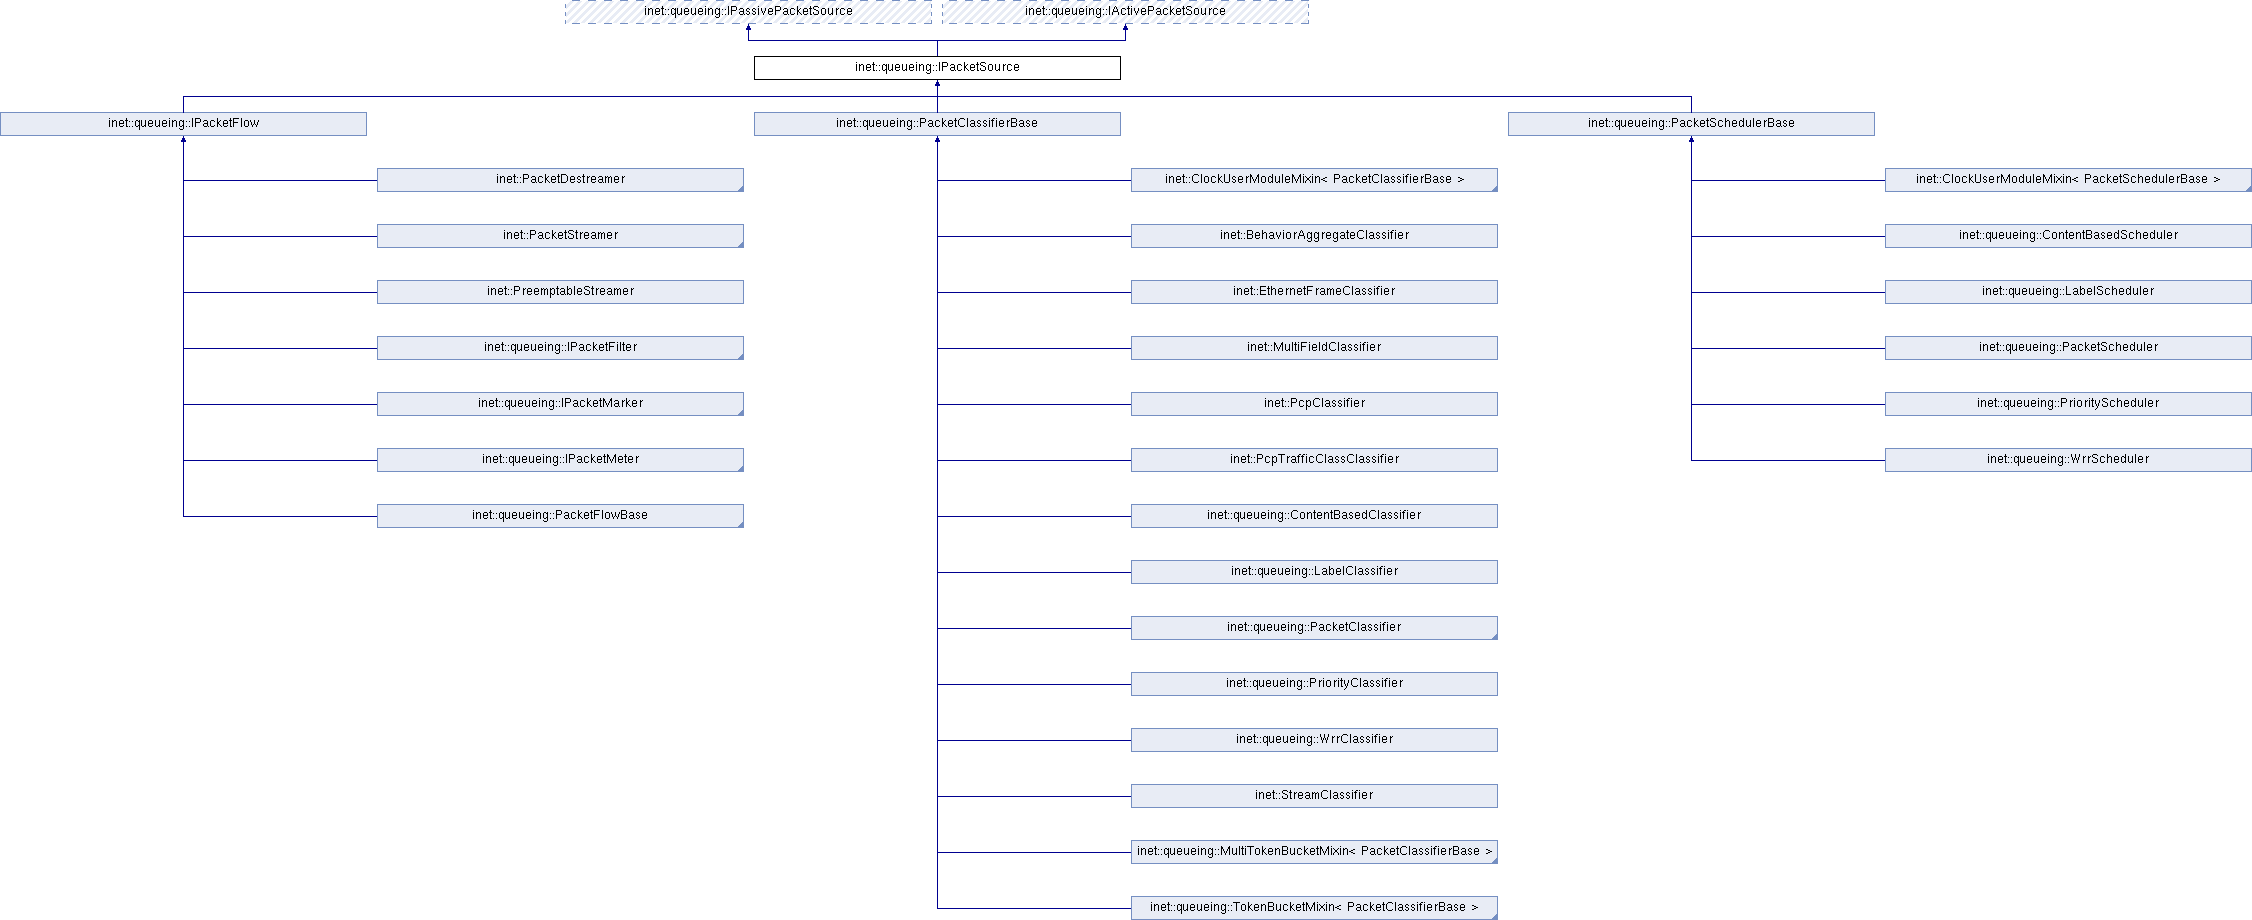 inet::queueing::IPassivePacketSource
inet::queueing::IActivePacketSource
inet::queueing::IPacketSource
inet::queueing::IPacketFlow
inet::queueing::PacketClassifierBase
inet::queueing::PacketSchedulerBase
inet::PacketDestreamer
inet::ClockUserModuleMixin< PacketClassifierBase >
inet::ClockUserModuleMixin< PacketSchedulerBase >
inet::PacketStreamer
inet::BehaviorAggregateClassifier
inet::queueing::ContentBasedScheduler
inet::PreemptableStreamer
inet::EthernetFrameClassifier
inet::queueing::LabelScheduler
inet::queueing::IPacketFilter
inet::MultiFieldClassifier
inet::queueing::PacketScheduler
inet::queueing::IPacketMarker
inet::PcpClassifier
inet::queueing::PriorityScheduler
inet::queueing::IPacketMeter
inet::PcpTrafficClassClassifier
inet::queueing::WrrScheduler
inet::queueing::PacketFlowBase
inet::queueing::ContentBasedClassifier
inet::queueing::LabelClassifier
inet::queueing::PacketClassifier
inet::queueing::PriorityClassifier
inet::queueing::WrrClassifier
inet::StreamClassifier
inet::queueing::MultiTokenBucketMixin< PacketClassifierBase >
inet::queueing::TokenBucketMixin< PacketClassifierBase >